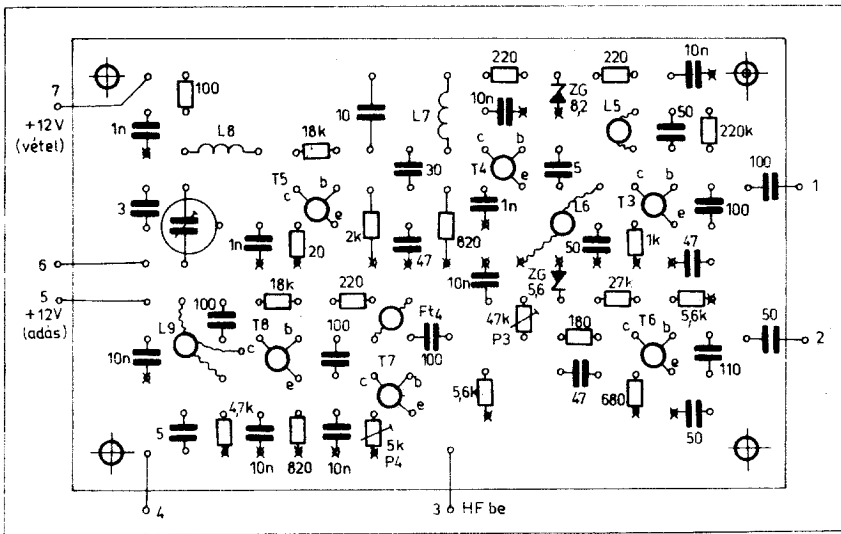 220
220
10n
7
100
10n
ZG
8,2
+12V
(vétel)
1n
10
L7
L5
50
220k
L8
18k
30
T4
c
b
e
5
100
1
T5
c
b
e
1n
L6
T3
c
b
e
100
3
2k
820
1n
20
47
50
1k
47
6
10n
ZG
5,6
5
+12V
(adás)
18k
220
27k
100
Ft4
47k
P3
5,6k
50
L9
c
T8
b
e
100
100
180
T6
c
b
e
2
10n
T7
c
b
e
5,6k
47
680
110
5
4,7k
10n
820
10n
5k
P4
50
4
3
HF be